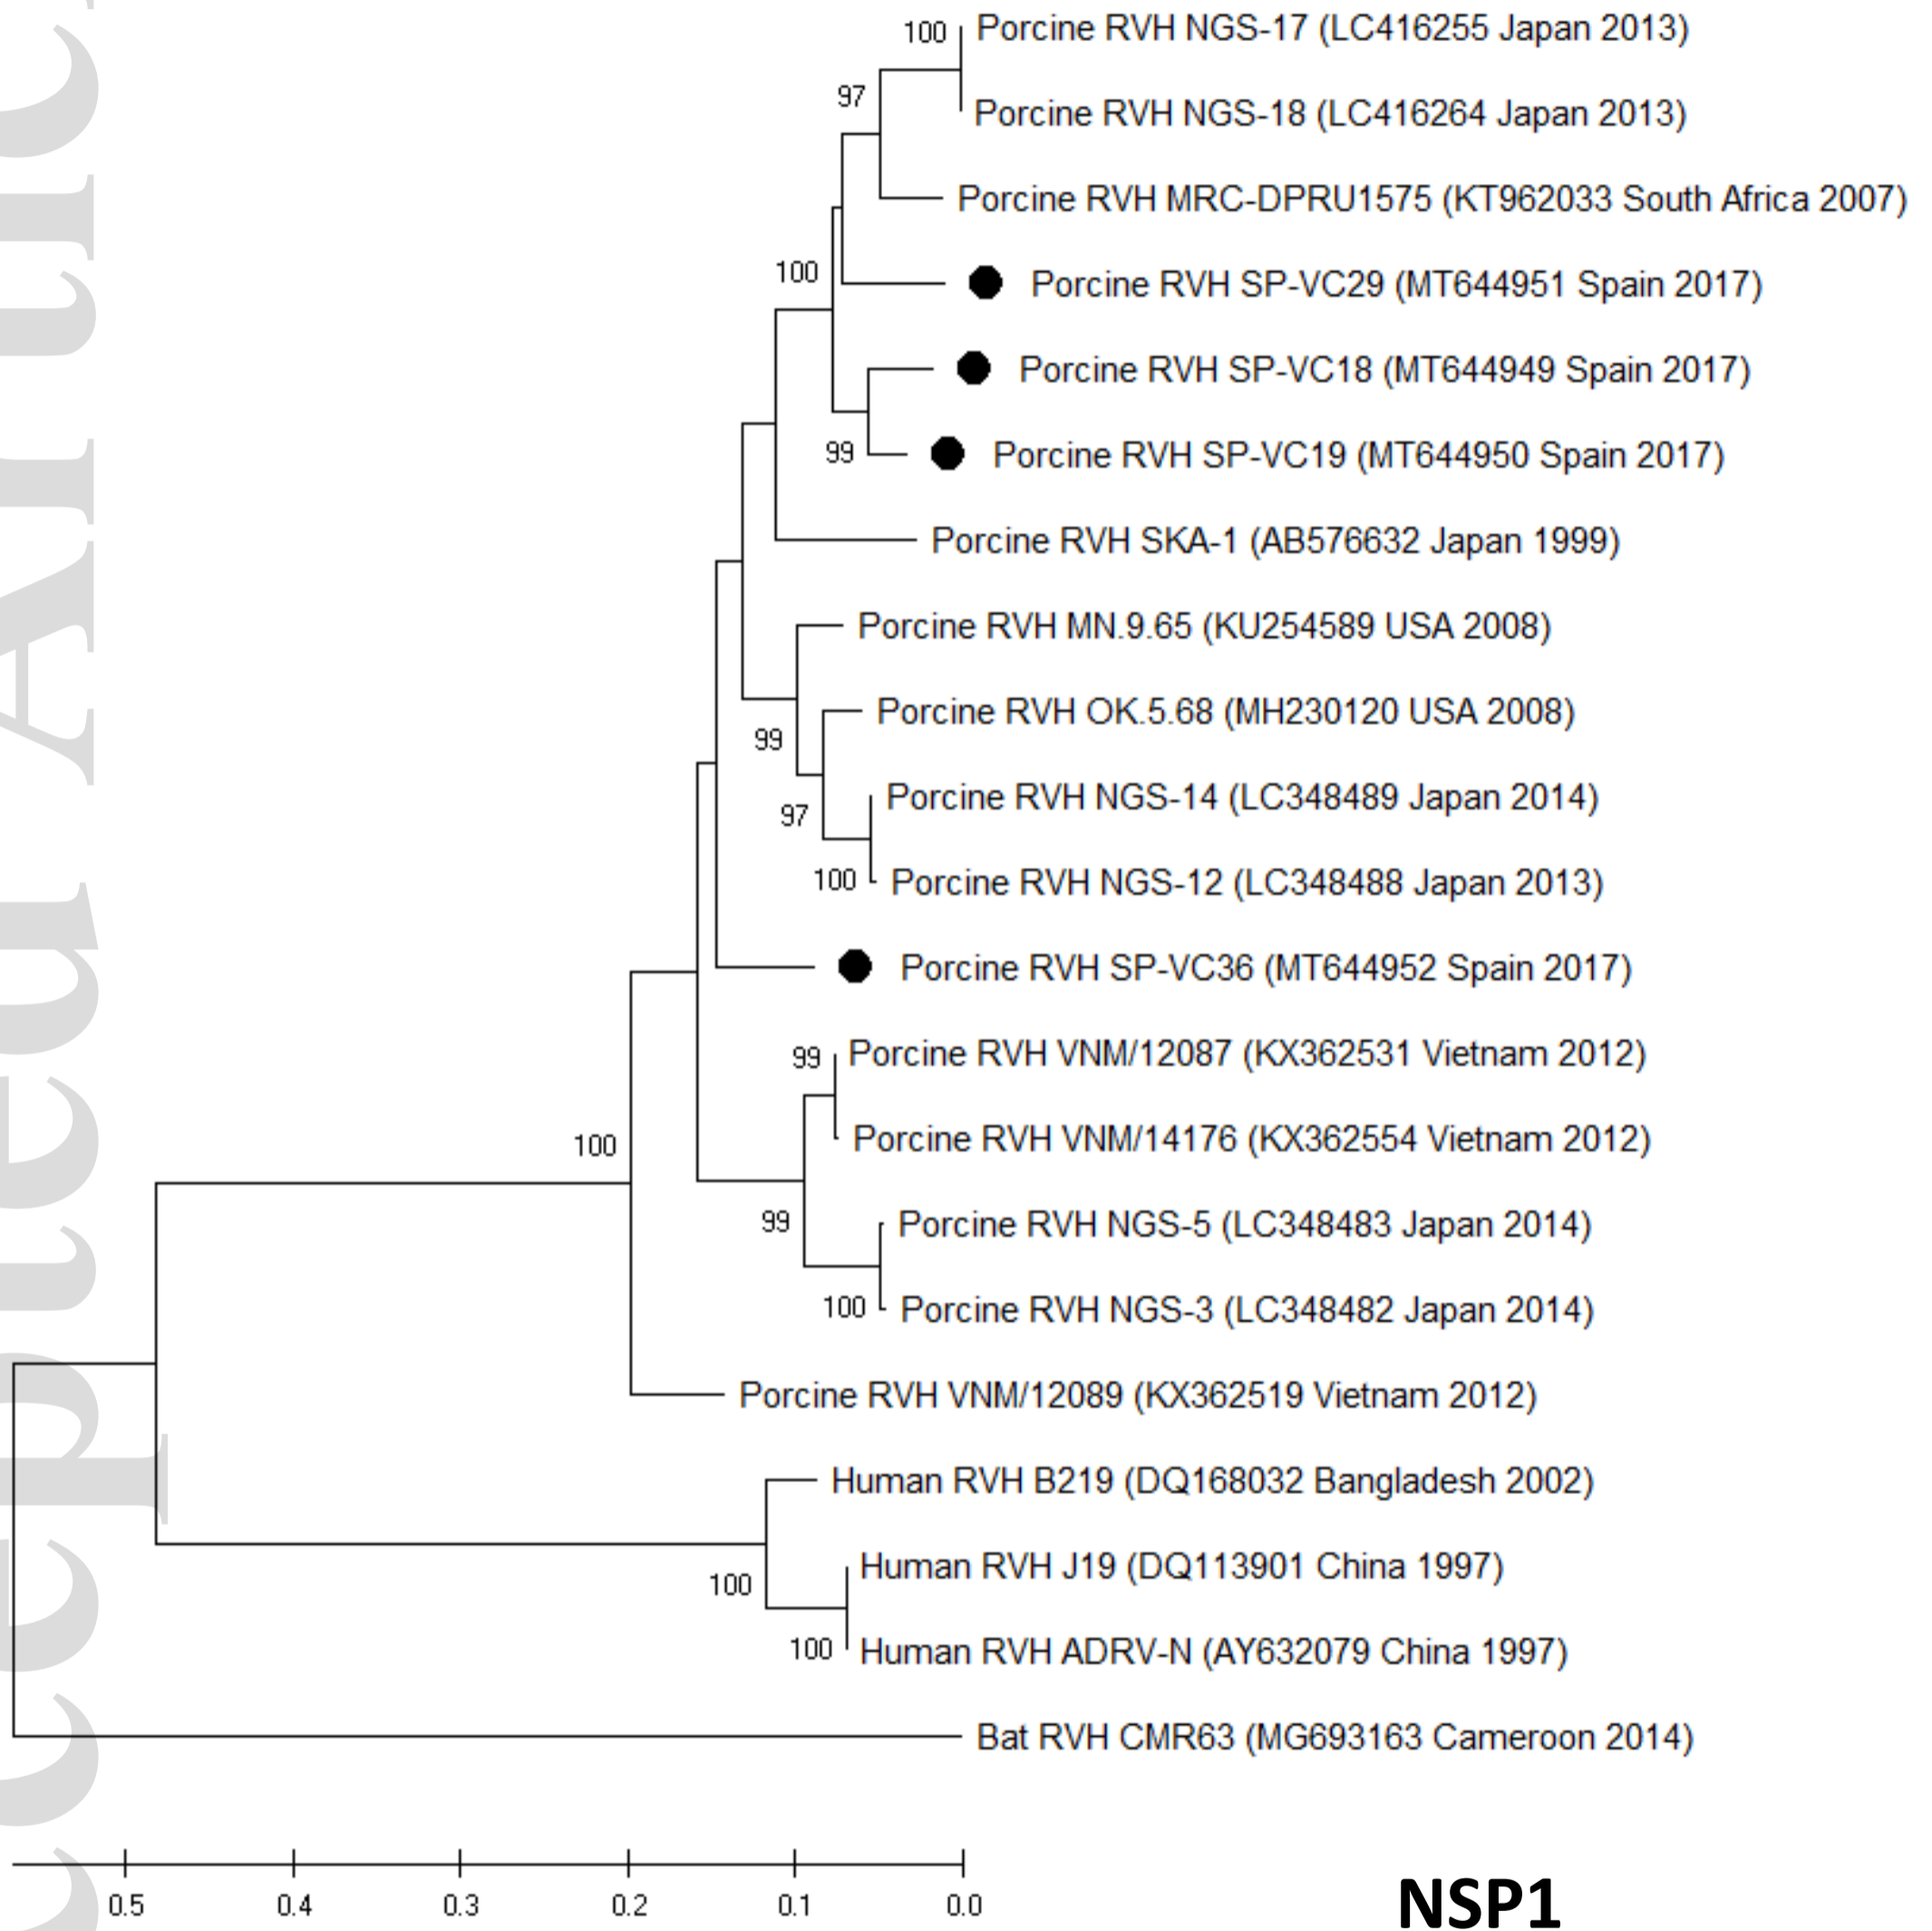 100 Porcine RVH NGS-17 (LC416255 Japan 2013)
97
Porcine RVH NGS-18 (LC416264 Japan 2013)
Porcine RVH MRC-DPRU1575 (KT962033 South Africa 2007)
100
Porcine RVH SP-VC29 (MT644951 Spain 2017)
Porcine RVH SP-VC18 (MT644949 Spain 2017)
99
Porcine RVH SP-VC19 (MT644950 Spain 2017)
Porcine RVH SKA-1 (AB576632 Japan 1999)
Porcine RVH MN.9.65 (KU254589 USA 2008)
Porcine RVH OK.5.68 (MH230120 USA 2008)
99
Porcine RVH NGS-14 (LC348489 Japan 2014)
97
100 Porcine RVH NGS-12 (LC348488 Japan 2013)
Porcine RVH SP-VC36 (MT644952 Spain 2017)
99 Porcine RVH VNM/12087 (KX362531 Vietnam 2012)
100
Porcine RVH VNM/14176 (KX362554 Vietnam 2012)
99
Porcine RVH NGS-5 (LC348483 Japan 2014)
100 Porcine RVH NGS-3 (LC348482 Japan 2014)
Porcine RVH VNM/12089 (KX362519 Vietnam 2012)
Human RVH B219 (DQ168032 Bangladesh 2002)
Human RVH J19 (DQ113901 China 1997)
100
100 Human RVH ADRV-N (AY632079 China 1997)
Bat RVH CMR63 (MG693163 Cameroon 2014)
0.5 0.4 0.3 0.2 0.1 0.0
NSP1